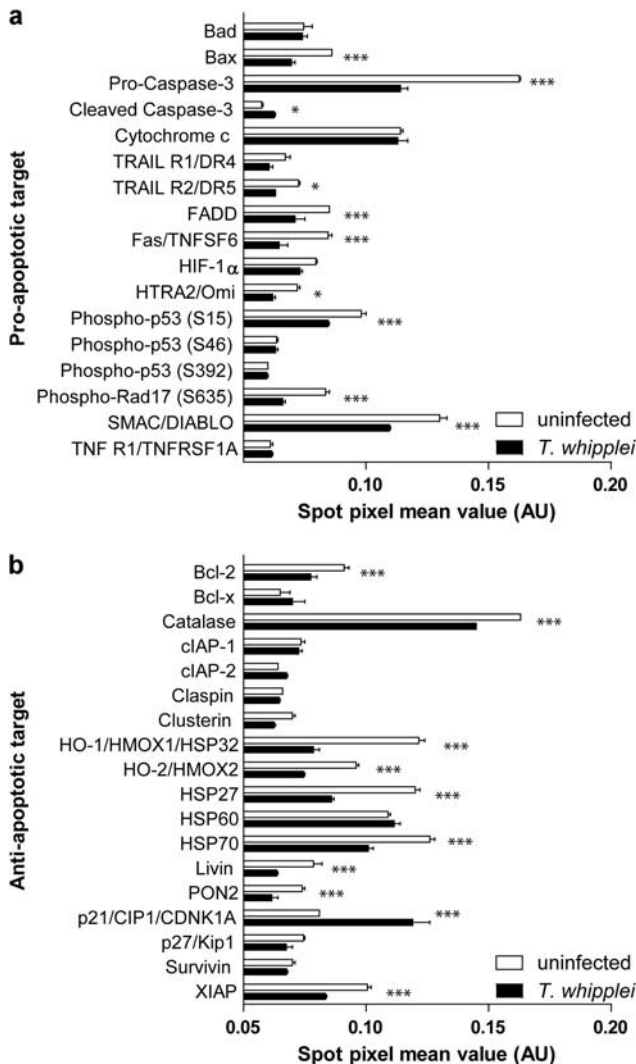 a
Pro-apoptotic target
Bad
Bax ***
Pro-Caspase-3 ***
Cleaved Caspase-3 *
Cytochrome c
TRAIL R1/DR4
TRAIL R2/DR5 *
FADD ***
Fas/TNFSF6 ***
HIF-1α
HTRA2/Omi *
Phospho-p53 (S15) ***
Phospho-p53 (S46)
Phospho-p53 (S392)
Phospho-Rad17 (S635) ***
SMAC/DIABLO ***
TNF R1/TNFRSF1A
uninfected
T. whipplei
0.10 0.15 0.20
Spot pixel mean value (AU)
b
Anti-apoptotic target
Bcl-2 ***
Bcl-x
Catalase ***
cIAP-1
cIAP-2
Claspin
Clusterin
HO-1/HMOX1/HSP32 ***
HO-2/HMOX2 ***
HSP27 ***
HSP60
HSP70 ***
Livin ***
PON2 ***
p21/CIP1/CDNK1A ***
p27/Kip1
Survivin
XIAP ***
uninfected
T. whipplei
0.05 0.10 0.15 0.20
Spot pixel mean value (AU)